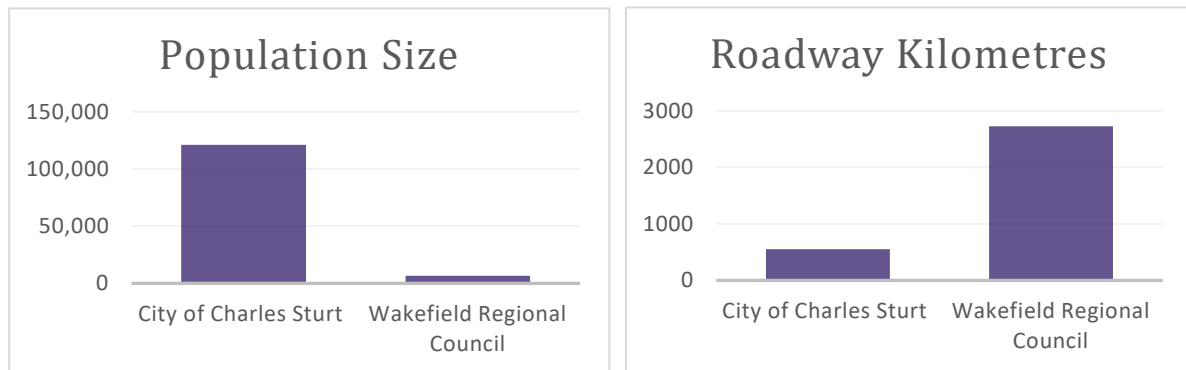 Population Size
150,000
100,000
50,000
0
City of Charles Sturt
Wakefield Regional
Council
Roadway Kilometres
3000
2000
1000
0
City of Charles Sturt
Wakefield Regional
Council